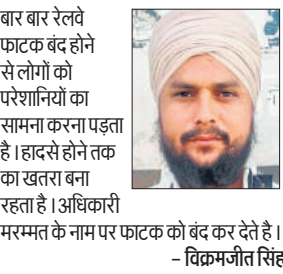 बार बार रेलवे
फाटक बंद होने
से लोगों को
परेशानियों का
सामना करना पड़ता
है। हादसे होने तक
का खतरा बना
रहता है। अधिकारी
मरम्मत के नाम पर फाटक को बंद कर देते है।
– विक्रमजीत सिंह